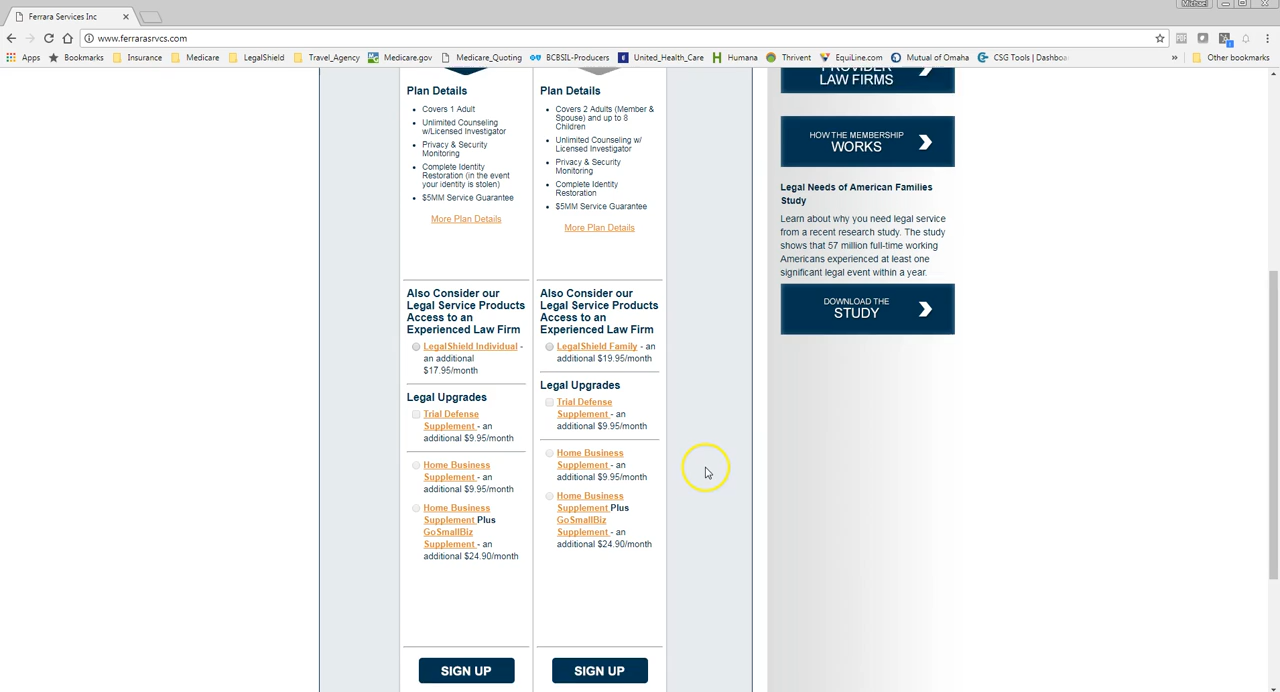 Ferrara Services Inc
Michael
www.ferrarasrvcs.com
Apps
Bookmarks
Insurance
Medicare
LegalShield
Travel_Agency
Medicare.gov
Medicare_Quoting
BCBSIL-Producers
United_Health_Care
Humana
Thrivent
EquiLine.com
Mutual of Omaha
CSG Tools | Dashboa
»
Other bookmarks
Plan Details
• Covers 1 Adult
• Unlimited Counseling
w/Licensed Investigator
• Privacy & Security
Monitoring
• Complete Identity
Restoration (in the event
your identity is stolen)
• $5MM Service Guarantee
More Plan Details
Also Consider our
Legal Service Products
Access to an
Experienced Law Firm
LegalShield Individual -
an additional
$17.95/month
Legal Upgrades
Trial Defense
Supplement - an
additional $9.95/month
Home Business
Supplement - an
additional $9.95/month
Home Business
Supplement Plus
GoSmallBiz
Supplement - an
additional $24.90/month
SIGN UP
Plan Details
• Covers 2 Adults (Member &
Spouse) and up to 8
Children
• Unlimited Counseling w/
Licensed Investigator
• Privacy & Security
Monitoring
• Complete Identity
Restoration
• $5MM Service Guarantee
More Plan Details
Also Consider our
Legal Service Products
Access to an
Experienced Law Firm
LegalShield Family - an
additional $19.95/month
Legal Upgrades
Trial Defense
Supplement - an
additional $9.95/month
Home Business
Supplement - an
additional $9.95/month
Home Business
Supplement Plus
GoSmallBiz
Supplement - an
additional $24.90/month
SIGN UP
PROVIDER
LAW FIRMS
HOW THE MEMBERSHIP
WORKS
Legal Needs of American Families
Study
Learn about why you need legal service
from a recent research study. The study
shows that 57 million full-time working
Americans experienced at least one
significant legal event within a year.
DOWNLOAD THE
STUDY